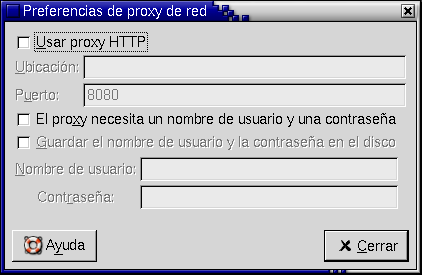 Preferencias de proxy de red
Usar proxy HTTP
Ubicación:
Puerto: 8080
El proxy necesita un nombre de usuario y una contraseña
Guardar el nombre de usuario y la contraseña en el disco
Nombre de usuario:
Contraseña:
Ayuda Cerrar